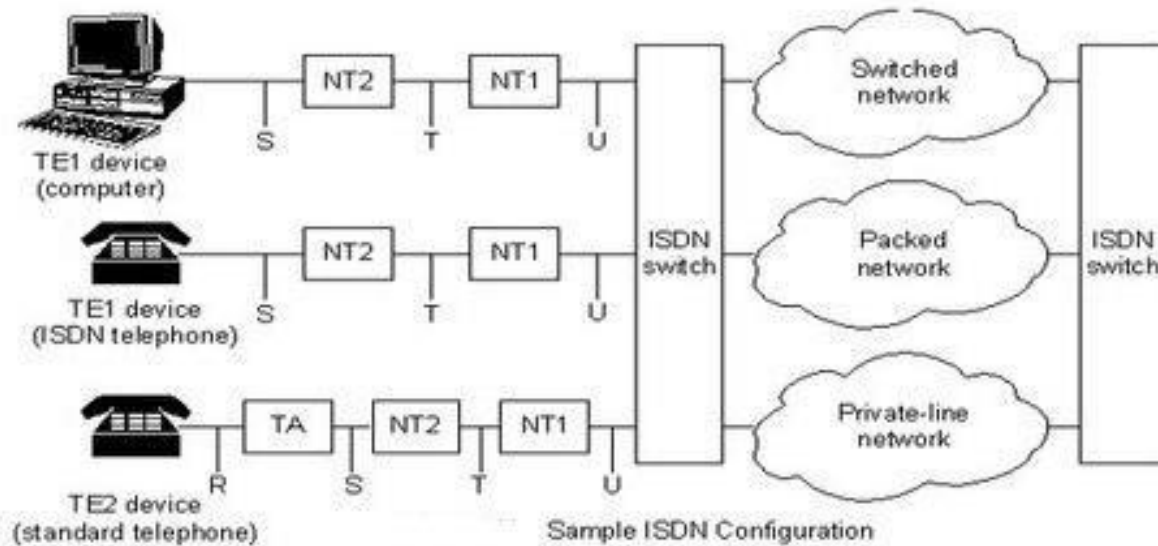 NT2
NT1
Switched
network
S
T
U
TE1 device
(computer)
NT2
NT1
ISDN
switch
Packed
network
ISDN
switch
S
T
U
TE1 device
(ISDN telephone)
TA
NT2
NT1
Private-line
network
R
S
T
U
TE2 device
(standard telephone)
Sample ISDN Configuration